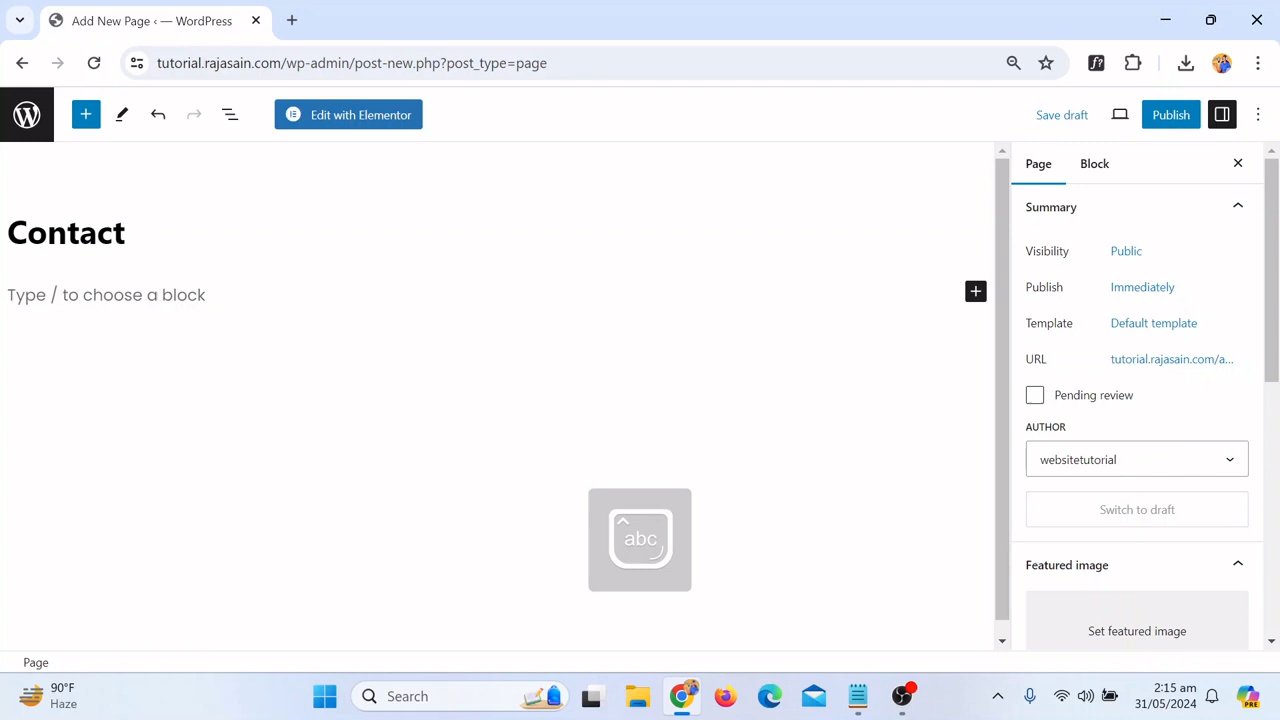 Add New Page ‹ — WordPress
tutorial.rajasain.com/wp-admin/post-new.php?post_type=page
Edit with Elementor
Save draft
Publish
Page
Block
Contact
Summary
Visibility
Public
Type / to choose a block
Publish
Immediately
Template
Default template
URL
tutorial.rajasain.com/a...
Pending review
AUTHOR
websitetutorial
Switch to draft
abc
Featured image
Set featured image
Page
90°F
Haze
Search
PRE
2:15 am
31/05/2024